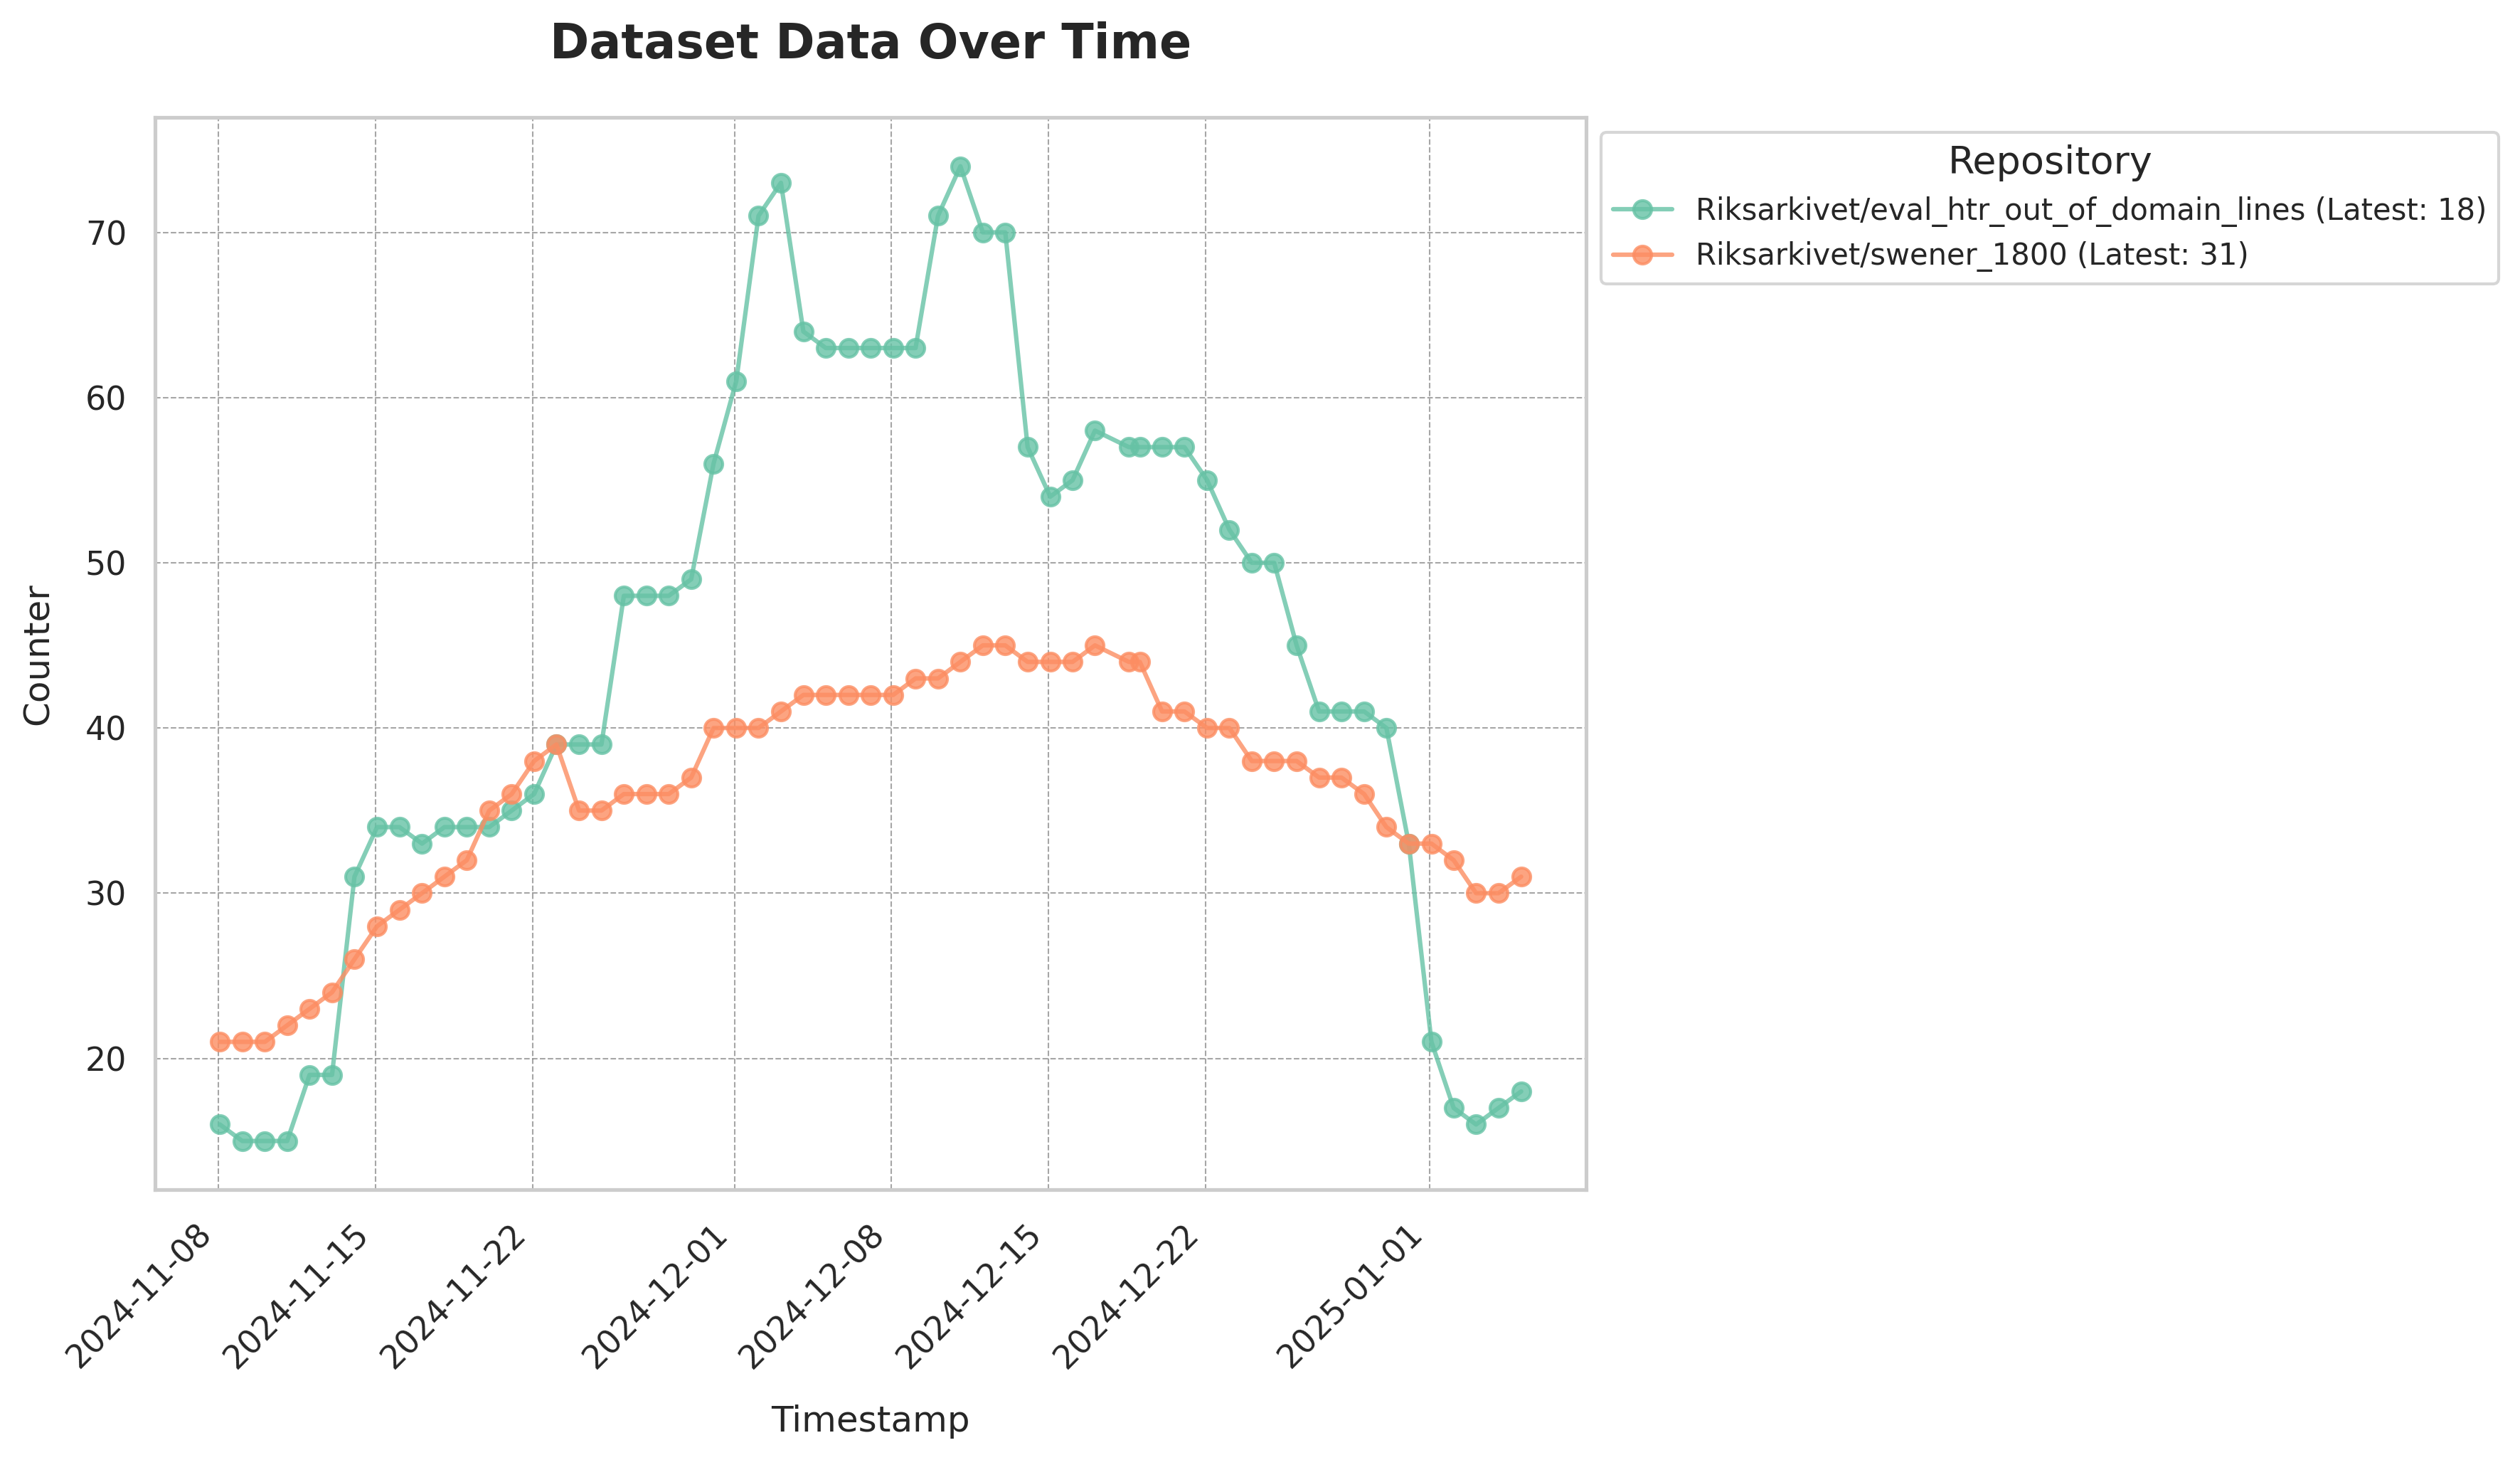 Dataset Data Over Time
Repository
Riksarkivet/eval_htr_out_of_domain_lines (Latest: 18)
Riksarkivet/swener_1800 (Latest: 31)
Counter
70
60
50
40
30
20
2024-11-08
2024-11-15
2024-11-22
2024-12-01
2024-12-08
2024-12-15
2024-12-22
2025-01-01
Timestamp